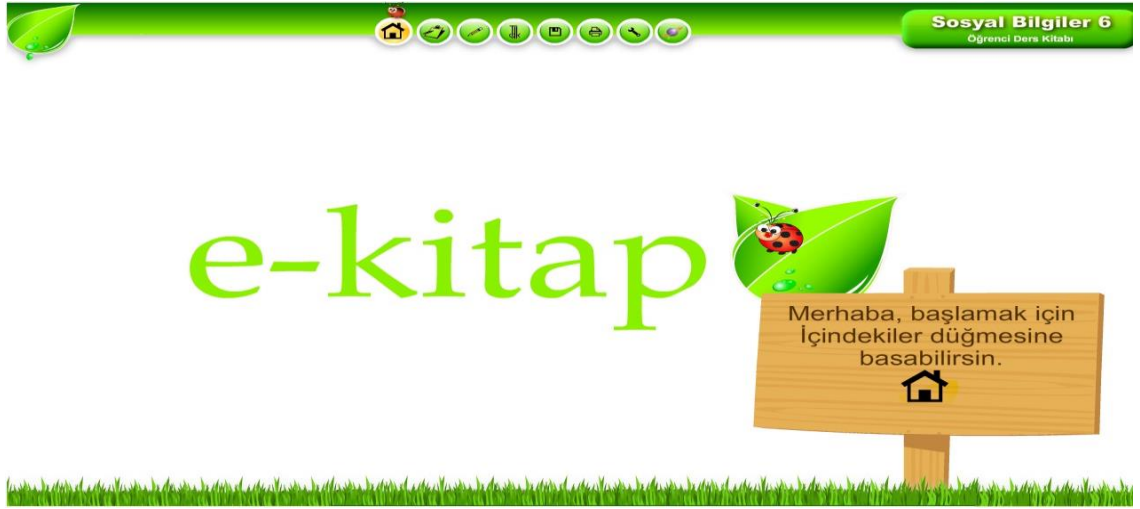 Sosyal Bilgiler 6
Öğrenci Ders Kitabı
e-kitap
Merhaba, başlamak için
İçindekiler düğmesine
basabilirsin.